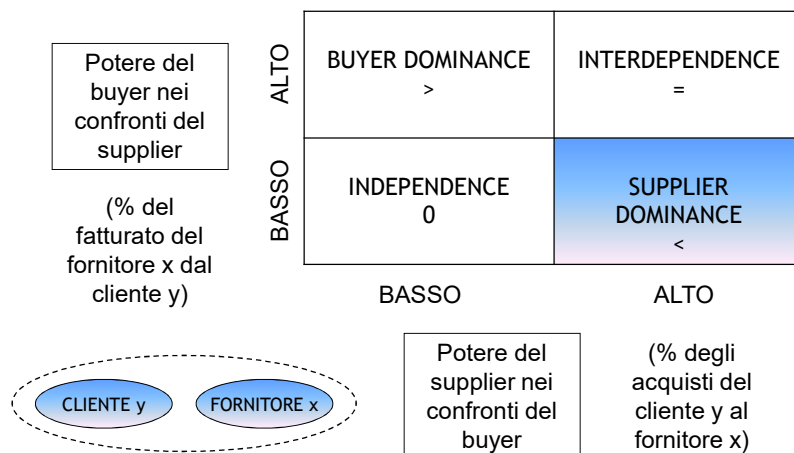 Potere del
buyer nei
confronti del
supplier
(% del
fatturato del
fornitore x dal
cliente y)
ALTO
BUYER DOMINANCE
>
INTERDEPENDENCE
=
BASSO
INDEPENDENCE
0
SUPPLIER
DOMINANCE
<
BASSO
ALTO
CLIENTE y
FORNITORE x
Potere del
supplier nei
confronti del
buyer
(% degli
acquisti del
cliente y al
fornitore x)